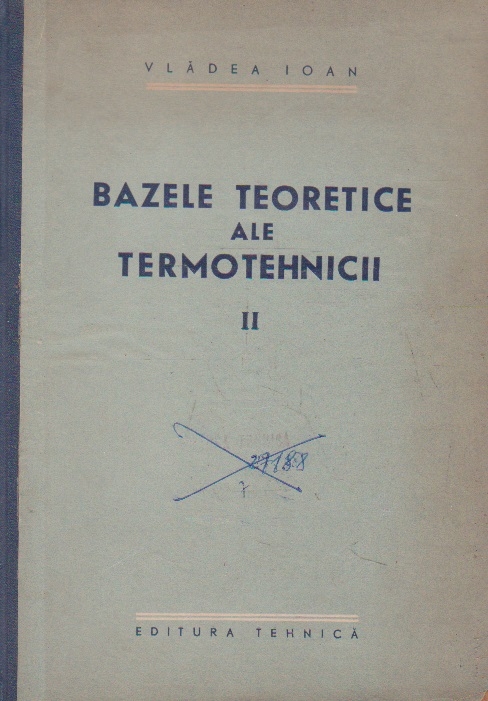 VLĂDEA IOAN
BAZELE TEORETICE
ALE
TERMOTEHNICII
II
EDITURA TEHNICĂ